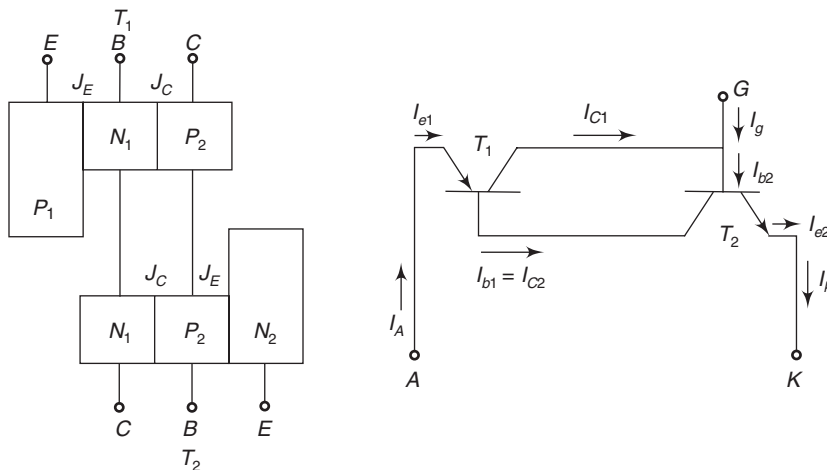 T1
E B C
JE JC
N1 P2
P1
JC JE
N1 P2 N2
C B E
T2
G
Ie1 IC1 Ig
T1
Ib2
T2 Ie2
Ib1 = IC2
IA
A K